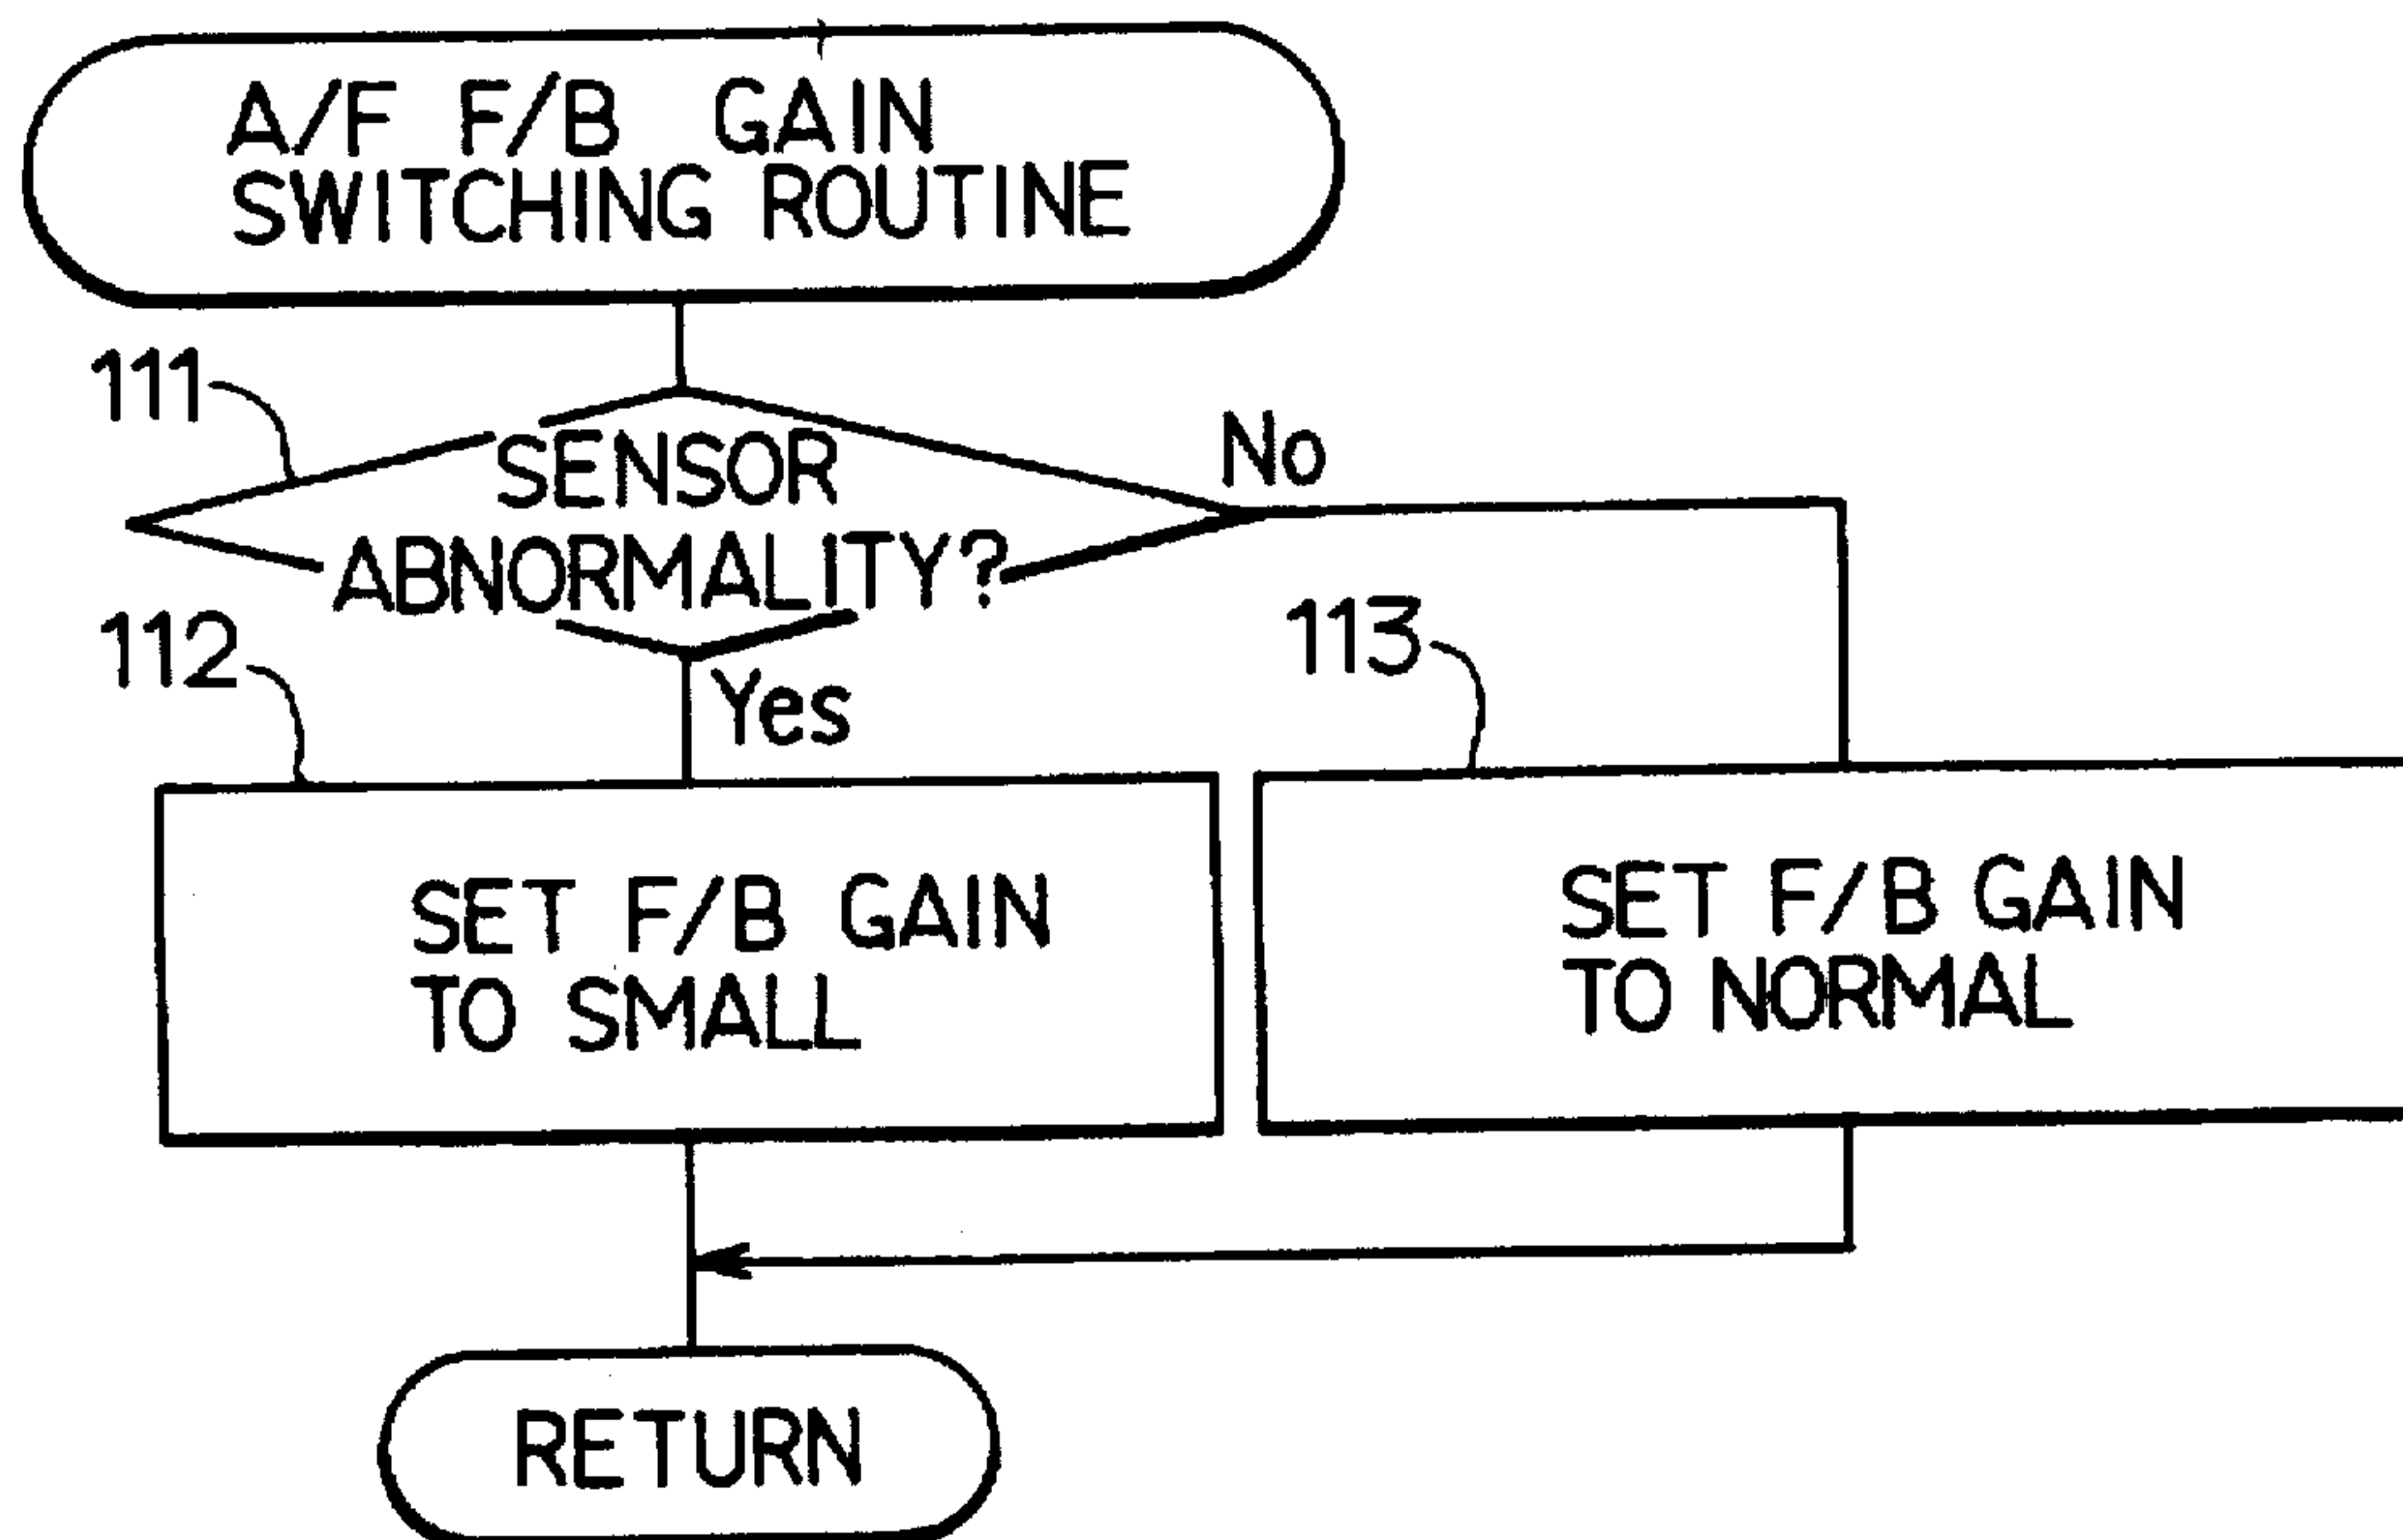 A/F F/B GAIN
SWITCHING ROUTINE
111
SENSOR
ABNORMALITY?
No
Yes
112
SET F/B GAIN
TO SMALL
113
SET F/B GAIN
TO NORMAL
RETURN